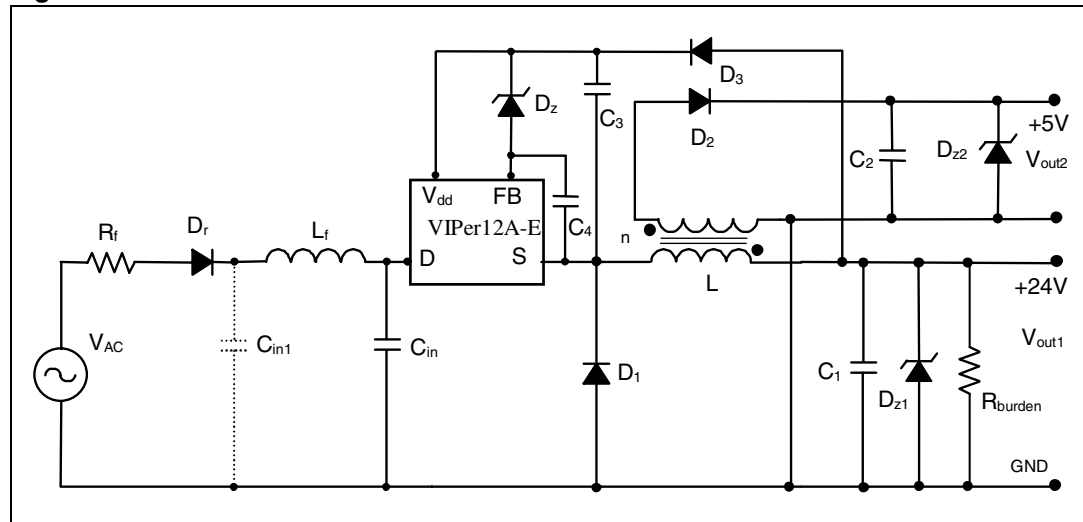 D3
Dz
C3
D2
C2
Dz2
+5V
Vout2
Vdd
FB
VIPer12A-E
C4
Rf
Dr
Lf
D
S
n
L
+24V
VAC
Cin1
Cin
D1
C1
Dz1
Rburden
Vout1
GND